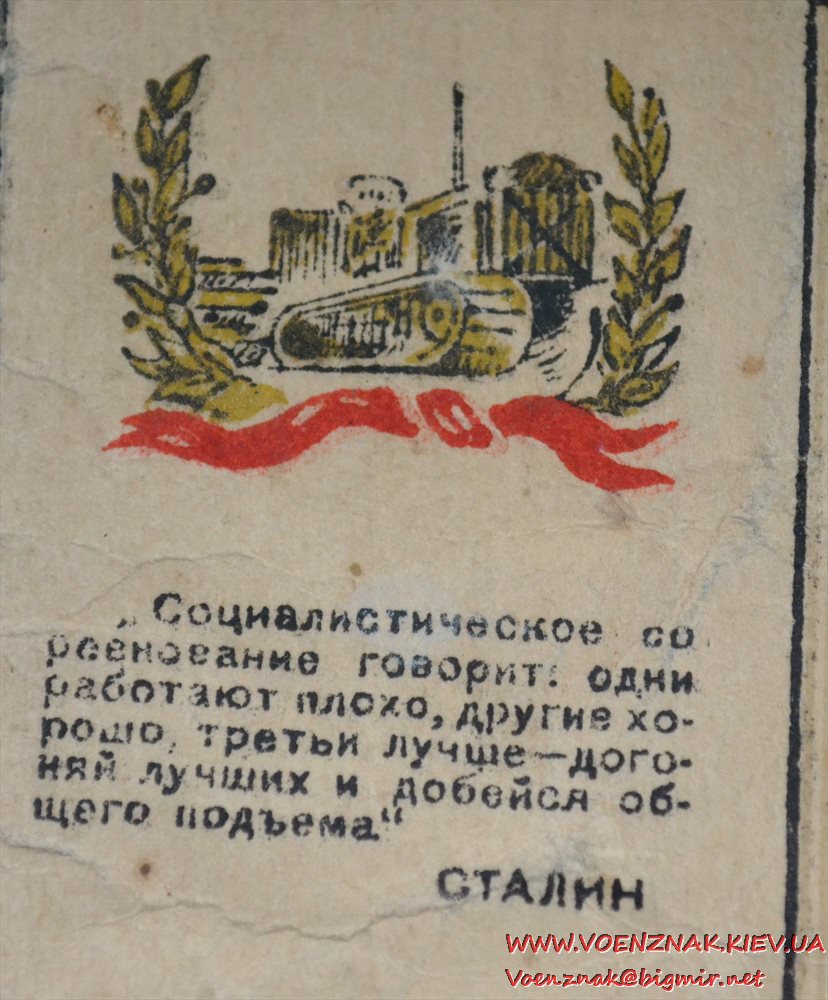 „Социалистическое со
ревнование говорит: одни
работают плохо, другие хо-
рошо, третьи лучше—дого-
няй лучших и добейся об-
щего подъема“
СТАЛИН
WWW.VOENZNAK.KIEV.UA
Voenznak@bigmir.net